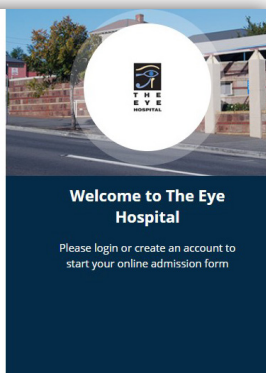 THE
EYE
HOSPITAL
Welcome to The Eye
Hospital
Please login or create an account to
start your online admission form